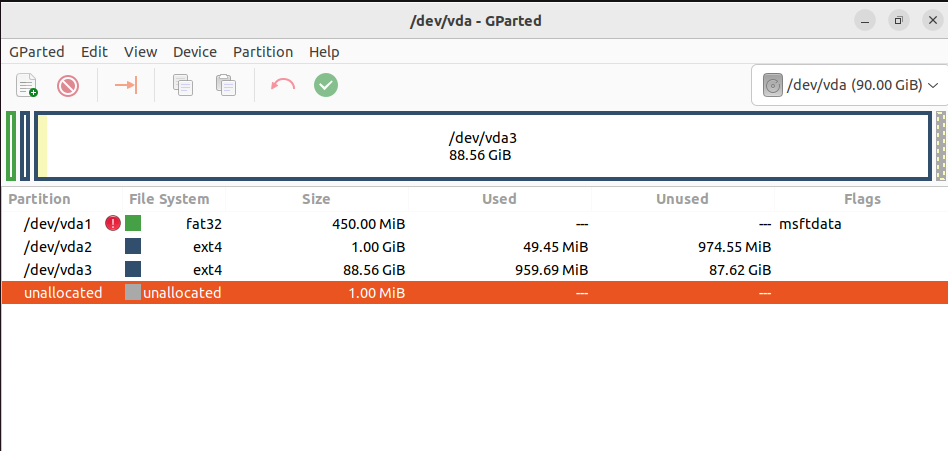 /dev/vda - GParted
GParted Edit View Device Partition Help
/dev/vda (90.00 GiB)
/dev/vda3
88.56 GiB
Partition File System Size Used Unused Flags
/dev/vda1 fat32 450.00 MiB --- --- msftdata
/dev/vda2 ext4 1.00 GiB 49.45 MiB 974.55 MiB
/dev/vda3 ext4 88.56 GiB 959.69 MiB 87.62 GiB
unallocated unallocated 1.00 MiB --- ---